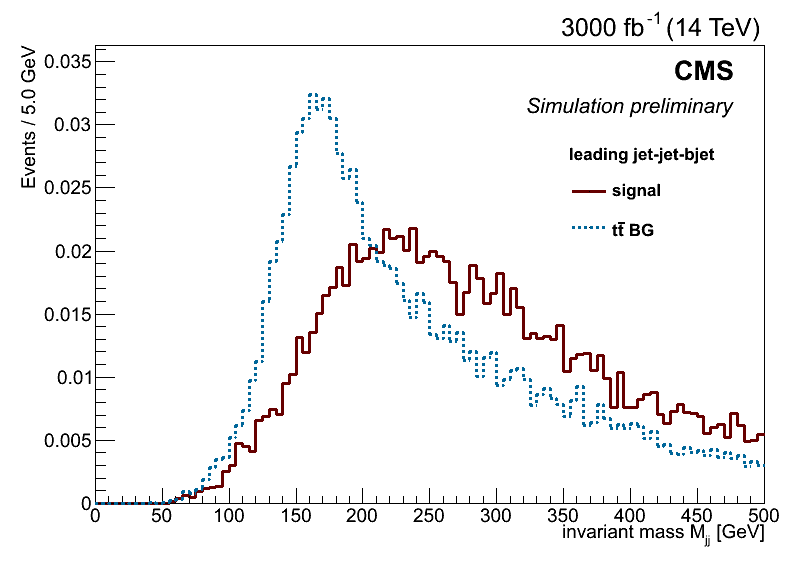 3000 fb⁻¹ (14 TeV)
CMS
Simulation preliminary
leading jet-jet-bjet
signal
tt̄ BG
Events / 5.0 GeV
0.035
0.03
0.025
0.02
0.015
0.01
0.005
0
0 50 100 150 200 250 300 350 400 450 500
invariant mass Mjj [GeV]